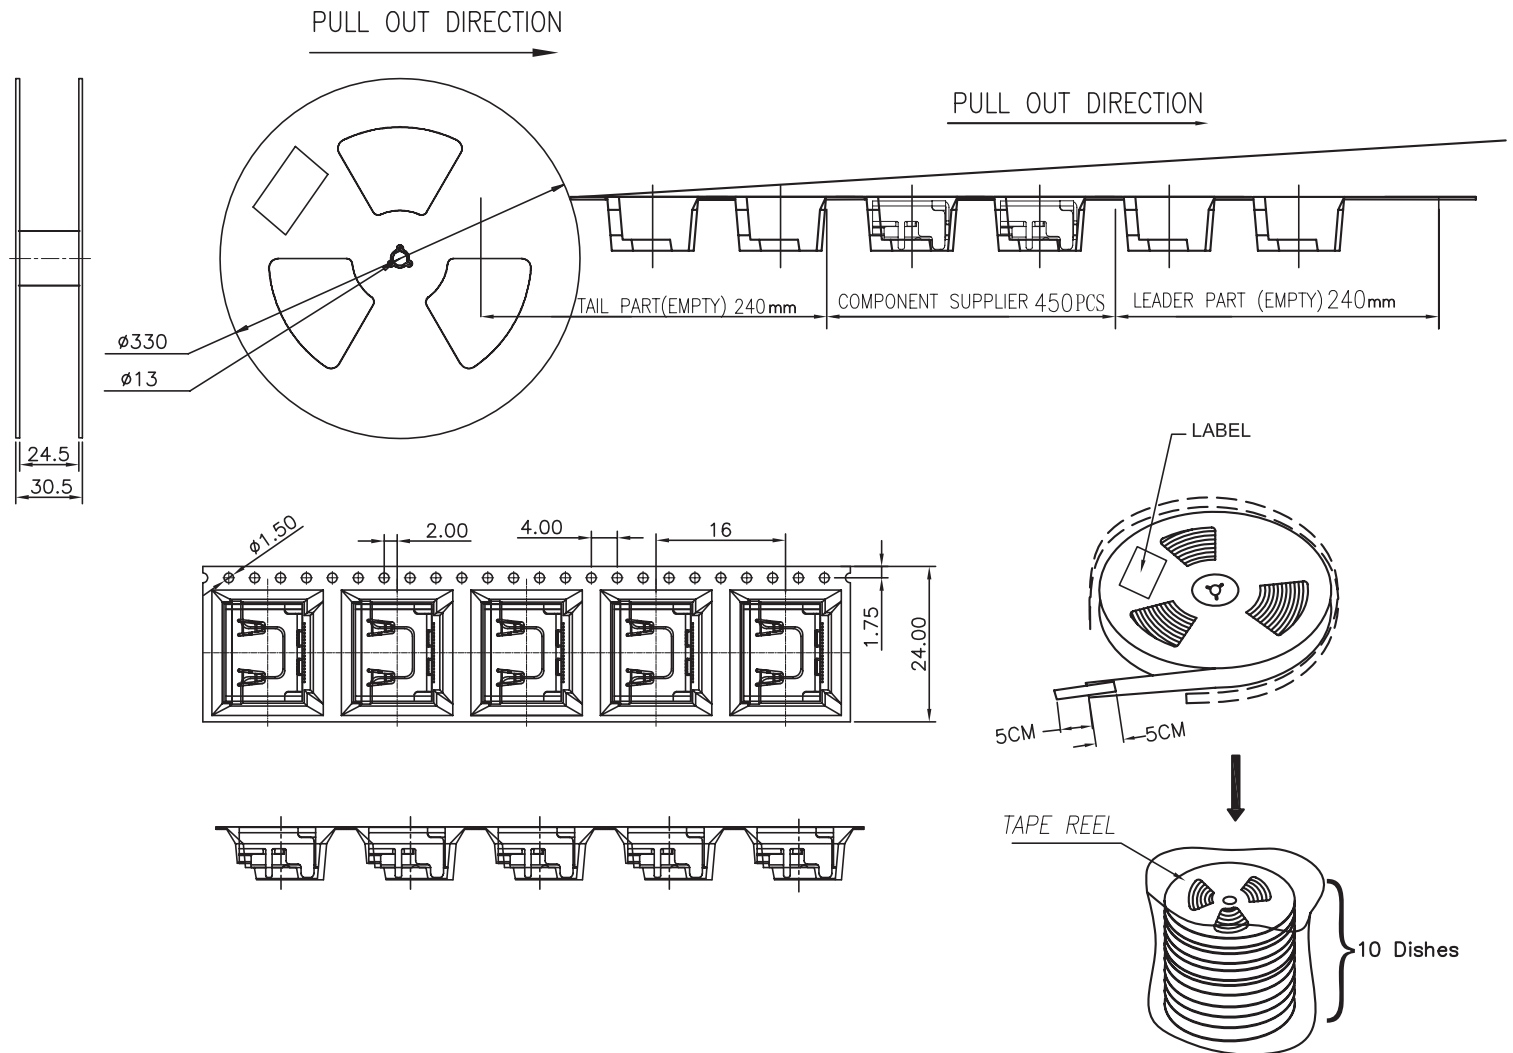 PULL OUT DIRECTION
PULL OUT DIRECTION
TAIL PART(EMPTY) 240mm
COMPONENT SUPPLIER 450PCS
LEADER PART (EMPTY) 240mm
ø330
ø13
24.5
30.5
LABEL
ø1.50
2.00
4.00
16
1.75
24.00
5CM
5CM
TAPE REEL
10 Dishes